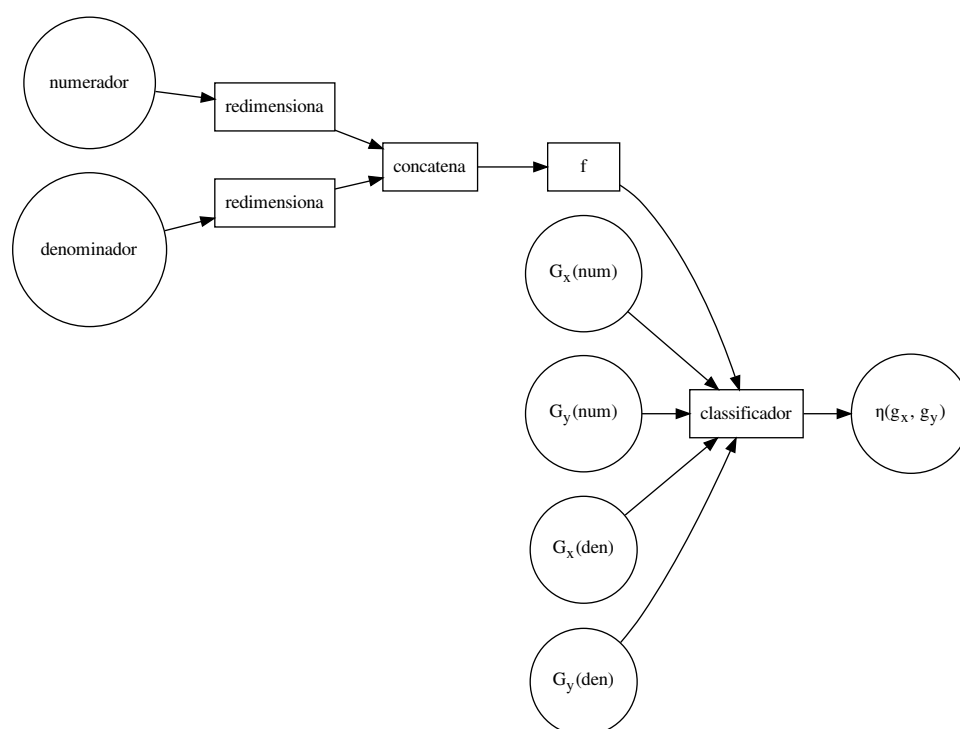 numerador
redimensiona
concatena
f
redimensiona
denominador
Gx(num)
Gy(num)
classificador
η(gx, gy)
Gx(den)
Gy(den)